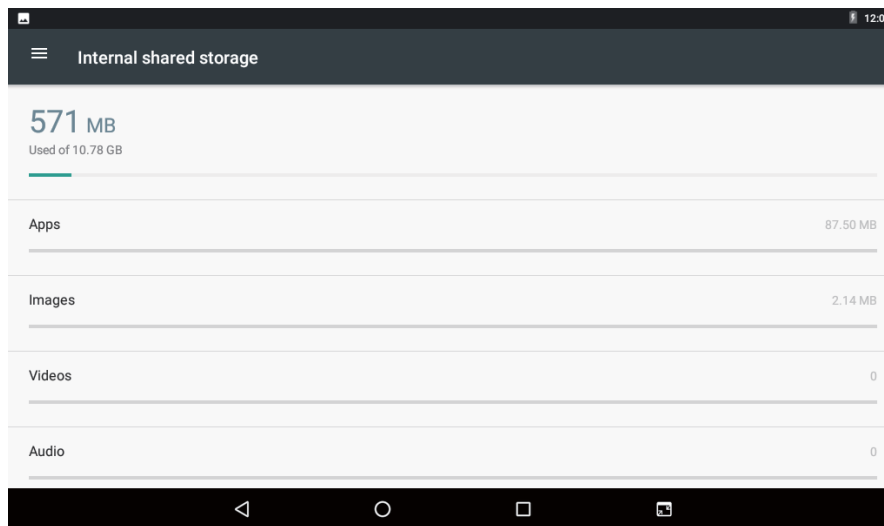 12:0
Internal shared storage
571 MB
Used of 10.78 GB
Apps 87.50 MB
Images 2.14 MB
Videos 0
Audio 0